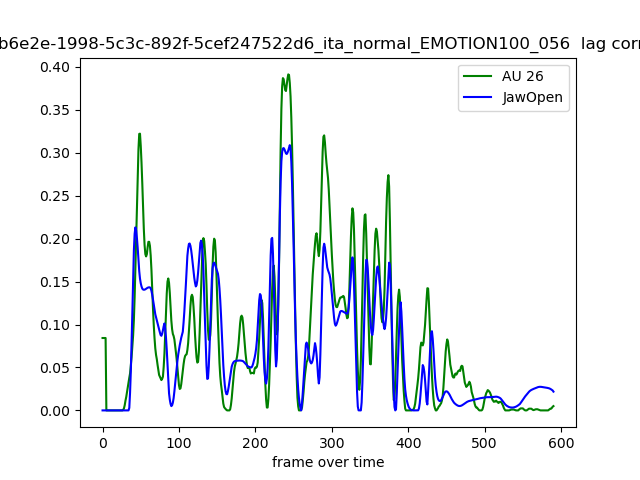 b6e2e-1998-5c3c-892f-5cef247522d6_ita_normal_EMOTION100_056 lag corr
AU 26
JawOpen
0.40
0.35
0.30
0.25
0.20
0.15
0.10
0.05
0.00
0 100 200 300 400 500 600
frame over time